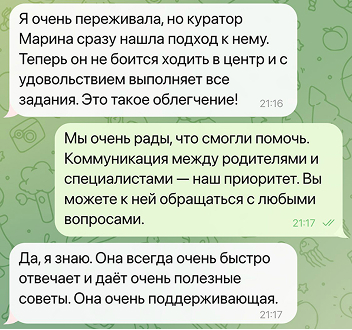 Я очень переживала, но куратор
Марина сразу нашла подход к нему.
Теперь он не боится ходить в центр и с
удовольствием выполняет все
задания. Это такое облегчение!
21:16
Мы очень рады, что смогли помочь.
Коммуникация между родителями и
специалистами — наш приоритет. Вы
можете к ней обращаться с любыми
вопросами.
21:17
Да, я знаю. Она всегда очень быстро
отвечает и даёт очень полезные
советы. Она очень поддерживающая.
21:17